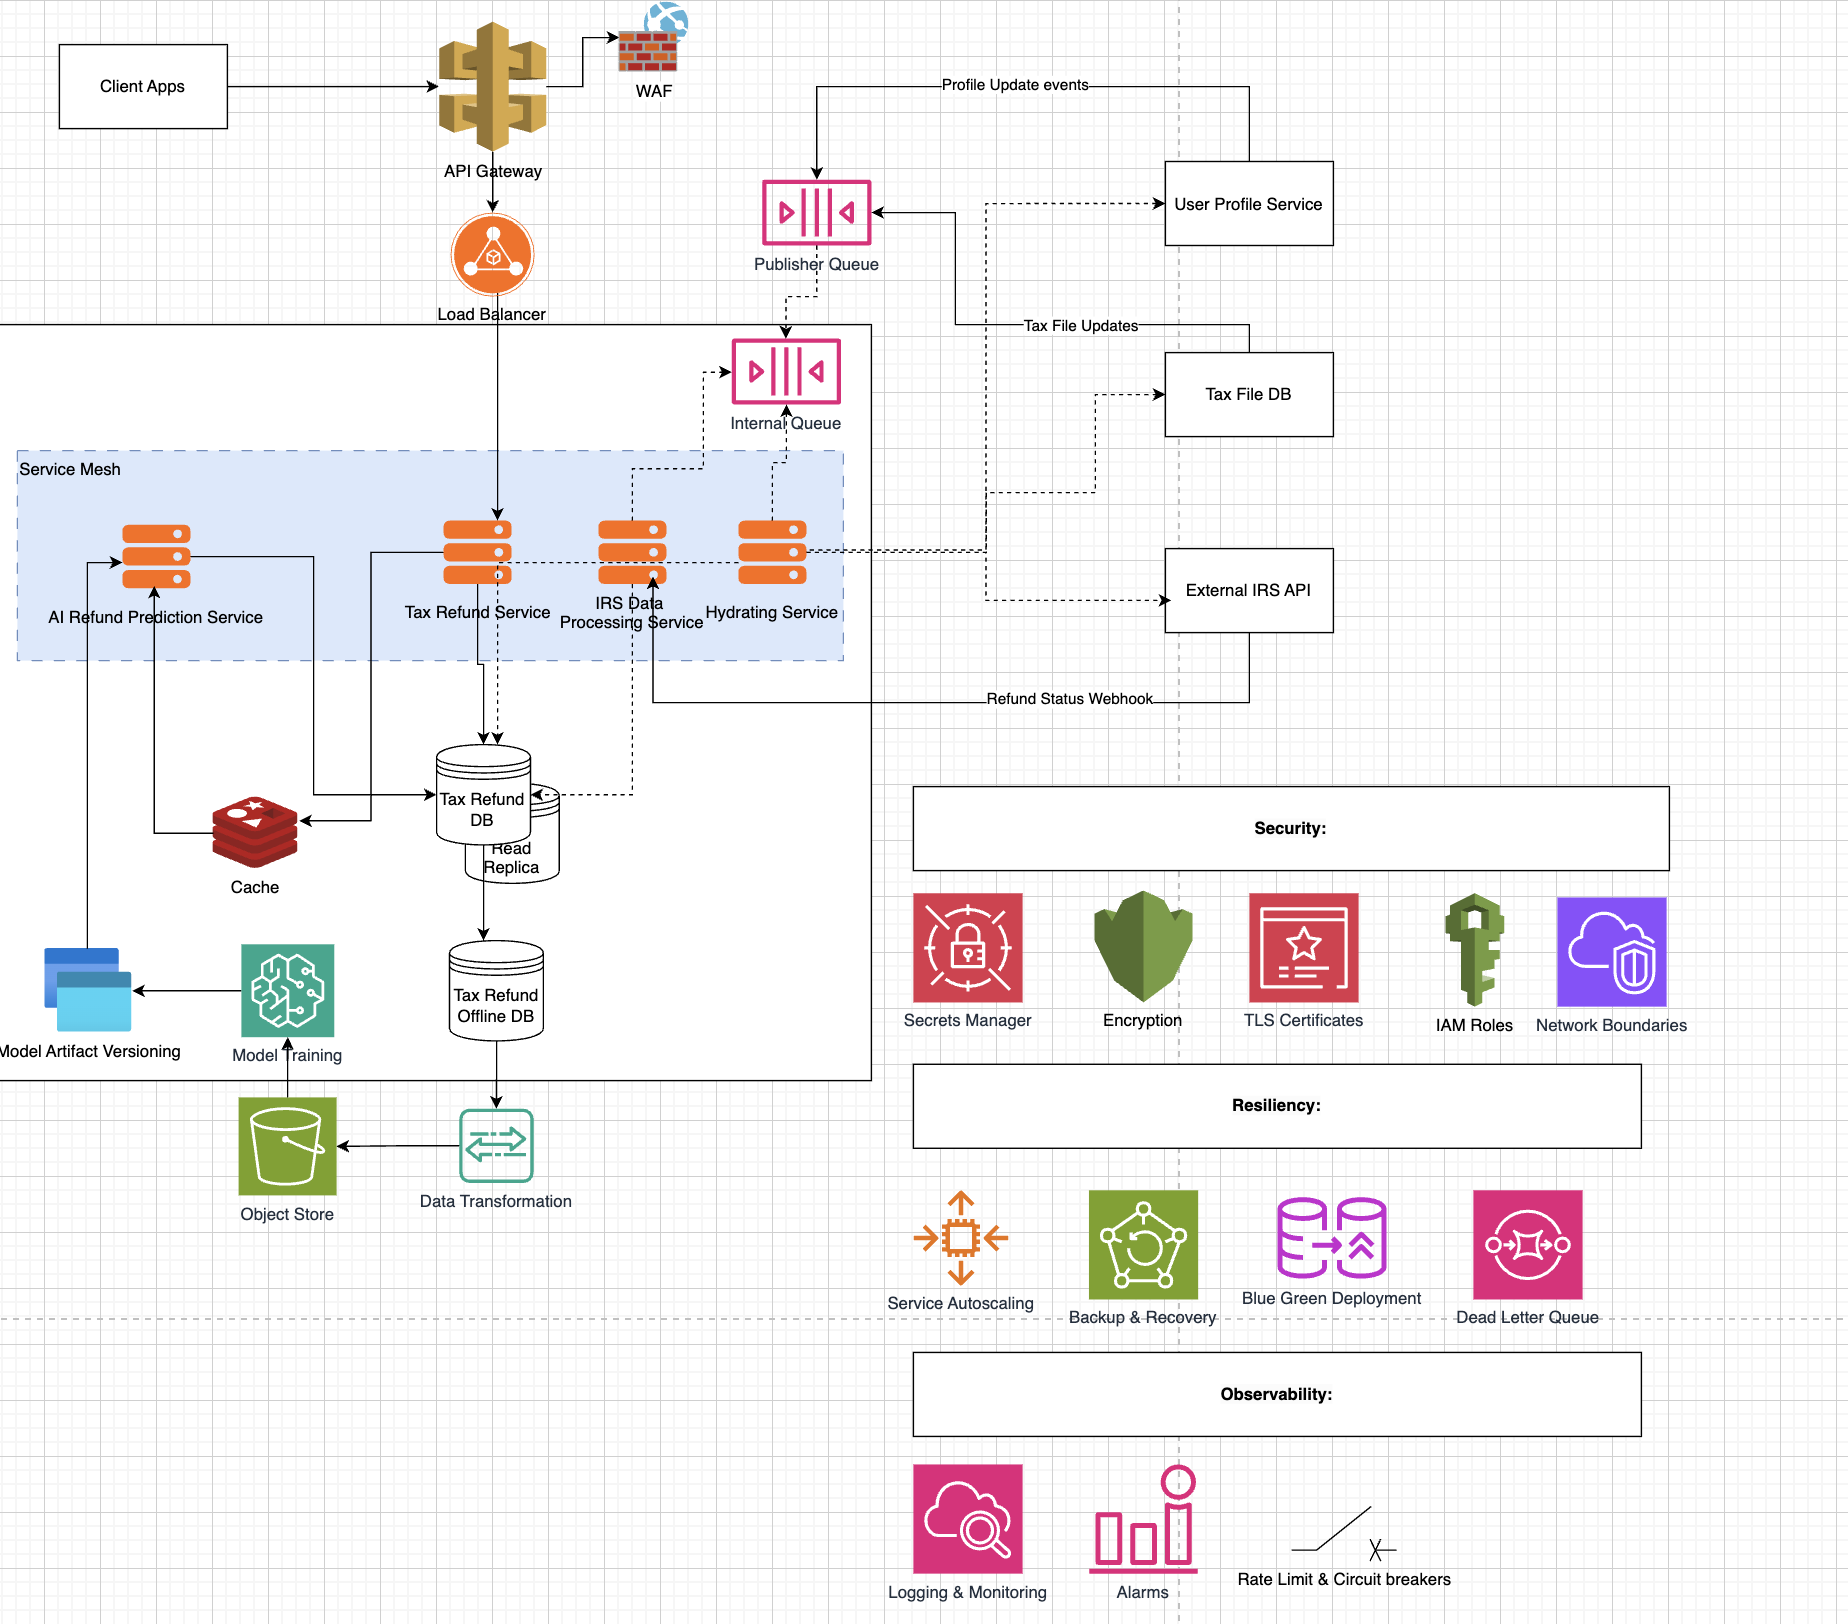 Client Apps
WAF
API Gateway
Profile Update events
User Profile Service
Publisher Queue
Load Balancer
Tax File Updates
Tax File DB
Internal Queue
Service Mesh
AI Refund Prediction Service
Tax Refund Service
IRS Data
Processing Service
Hydrating Service
External IRS API
Refund Status Webhook
Tax Refund
DB
Read
Replica
Cache
Tax Refund
Offline DB
Model Artifact Versioning
Model Training
Object Store
Data Transformation
Security:
Secrets Manager
Encryption
TLS Certificates
IAM Roles
Network Boundaries
Resiliency:
Service Autoscaling
Backup & Recovery
Blue Green Deployment
Dead Letter Queue
Observability:
Logging & Monitoring
Alarms
Rate Limit & Circuit breakers